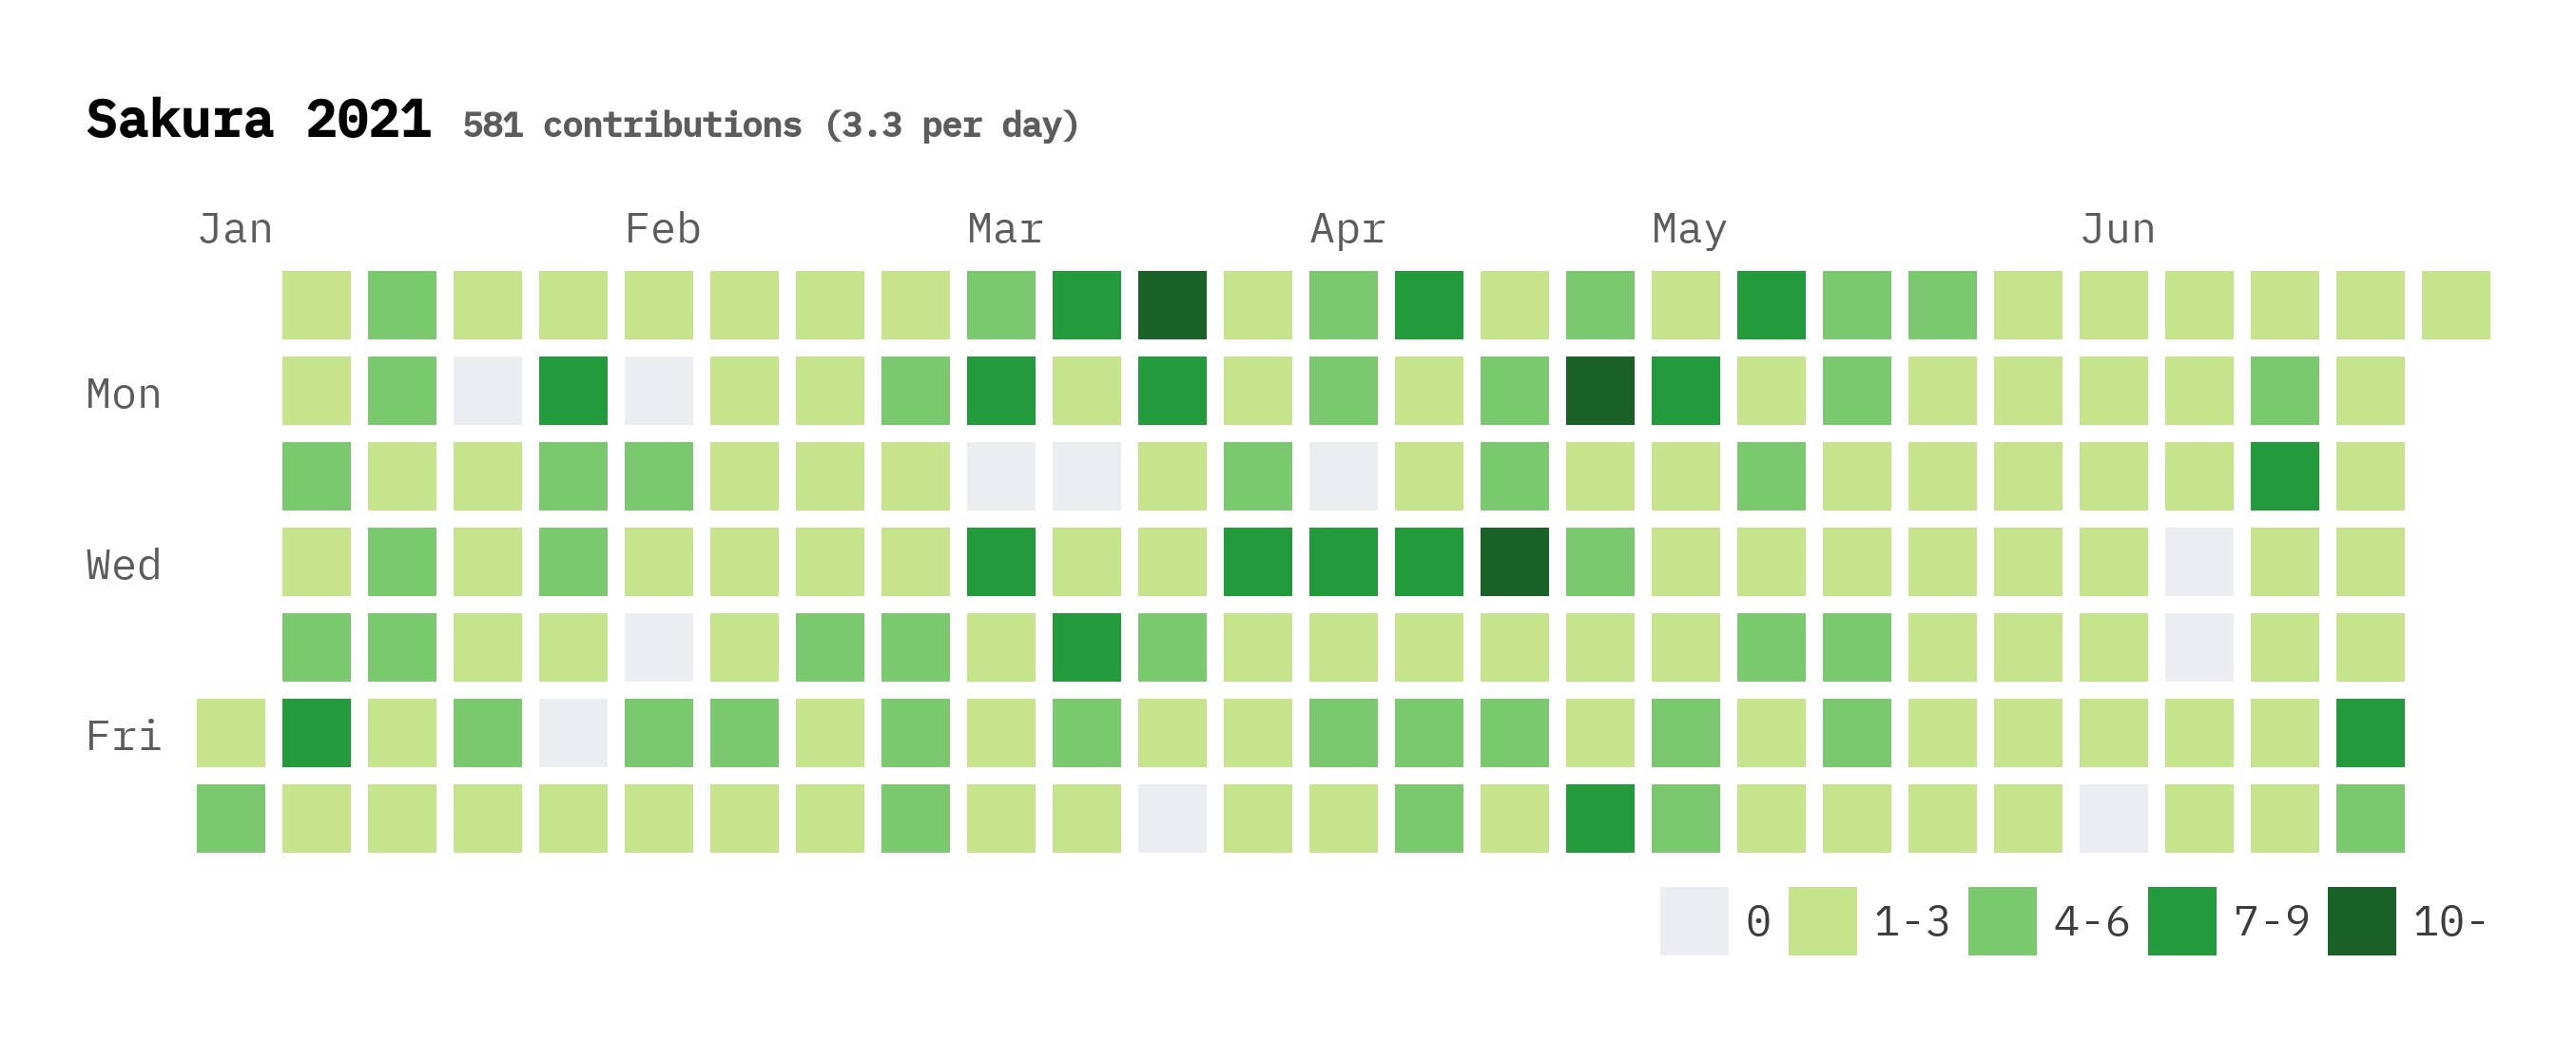 Sakura 2021 581 contributions (3.3 per day)
Jan Feb Mar Apr May Jun
Mon
Wed
Fri
0 1-3 4-6 7-9 10-